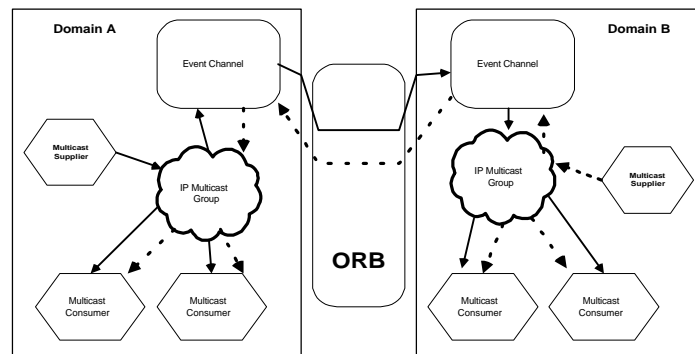 Domain A
Domain B
Event Channel
Event Channel
Multicast
Supplier
IP Multicast
Group
IP Multicast
Group
Multicast
Supplier
ORB
Multicast
Consumer
Multicast
Consumer
Multicast
Consumer
Multicast
Consumer